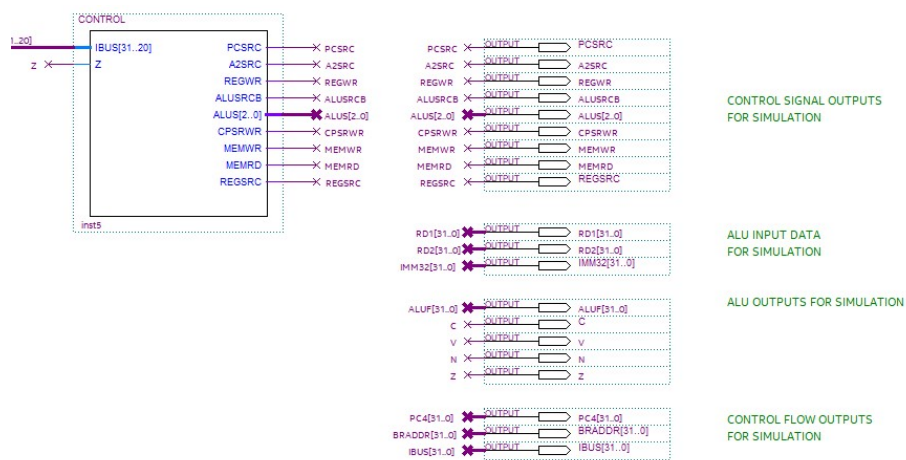 CONTROL
1..20]
IBUS[31..20]
Z
Z
PCSRC
A2SRC
REGWR
ALUSRCB
ALUS[2..0]
CPSRWR
MEMWR
MEMRD
REGSRC
PCSRC
A2SRC
REGWR
ALUSRCB
ALUS[2..0]
CPSRWR
MEMWR
MEMRD
REGSRC
inst5
PCSRC OUTPUT PCSRC
A2SRC OUTPUT A2SRC
REGWR OUTPUT REGWR
ALUSRCB OUTPUT ALUSRCB
ALUS[2..0] OUTPUT ALUS[2..0]
CPSRWR OUTPUT CPSRWR
MEMWR OUTPUT MEMWR
MEMRD OUTPUT MEMRD
REGSRC OUTPUT REGSRC
CONTROL SIGNAL OUTPUTS
FOR SIMULATION
RD1[31..0] OUTPUT RD1[31..0]
RD2[31..0] OUTPUT RD2[31..0]
IMM32[31..0] OUTPUT IMM32[31..0]
ALU INPUT DATA
FOR SIMULATION
ALUF[31..0] OUTPUT ALUF[31..0]
C OUTPUT C
V OUTPUT V
N OUTPUT N
Z OUTPUT Z
ALU OUTPUTS FOR SIMULATION
PC4[31..0] OUTPUT PC4[31..0]
BRADDR[31..0] OUTPUT BRADDR[31..0]
IBUS[31..0] OUTPUT IBUS[31..0]
CONTROL FLOW OUTPUTS
FOR SIMULATION